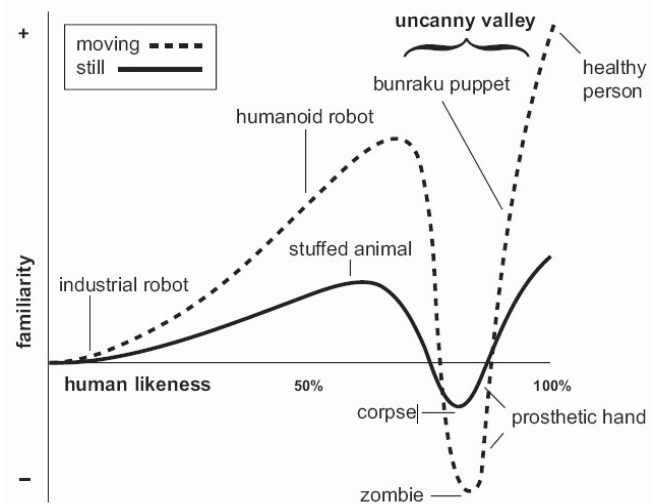 +
uncanny valley
moving
still
bunraku puppet
healthy
person
humanoid robot
stuffed animal
industrial robot
familiarity
human likeness
50%
100%
corpse
prosthetic hand
zombie
–